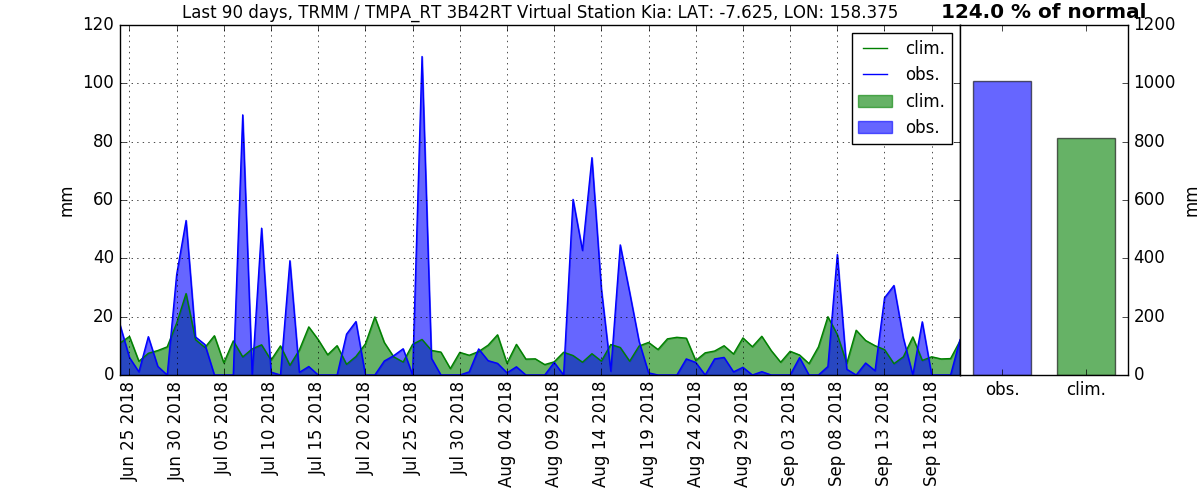 Last 90 days, TRMM / TMPA_RT 3B42RT Virtual Station Kia: LAT: -7.625, LON: 158.375
124.0 % of normal
120
100
80
60
40
20
0
mm
clim.
obs.
clim.
obs.
1200
1000
800
600
400
200
0
mm
obs.
clim.
Jun 25 2018
Jun 30 2018
Jul 05 2018
Jul 10 2018
Jul 15 2018
Jul 20 2018
Jul 25 2018
Jul 30 2018
Aug 04 2018
Aug 09 2018
Aug 14 2018
Aug 19 2018
Aug 24 2018
Aug 29 2018
Sep 03 2018
Sep 08 2018
Sep 13 2018
Sep 18 2018